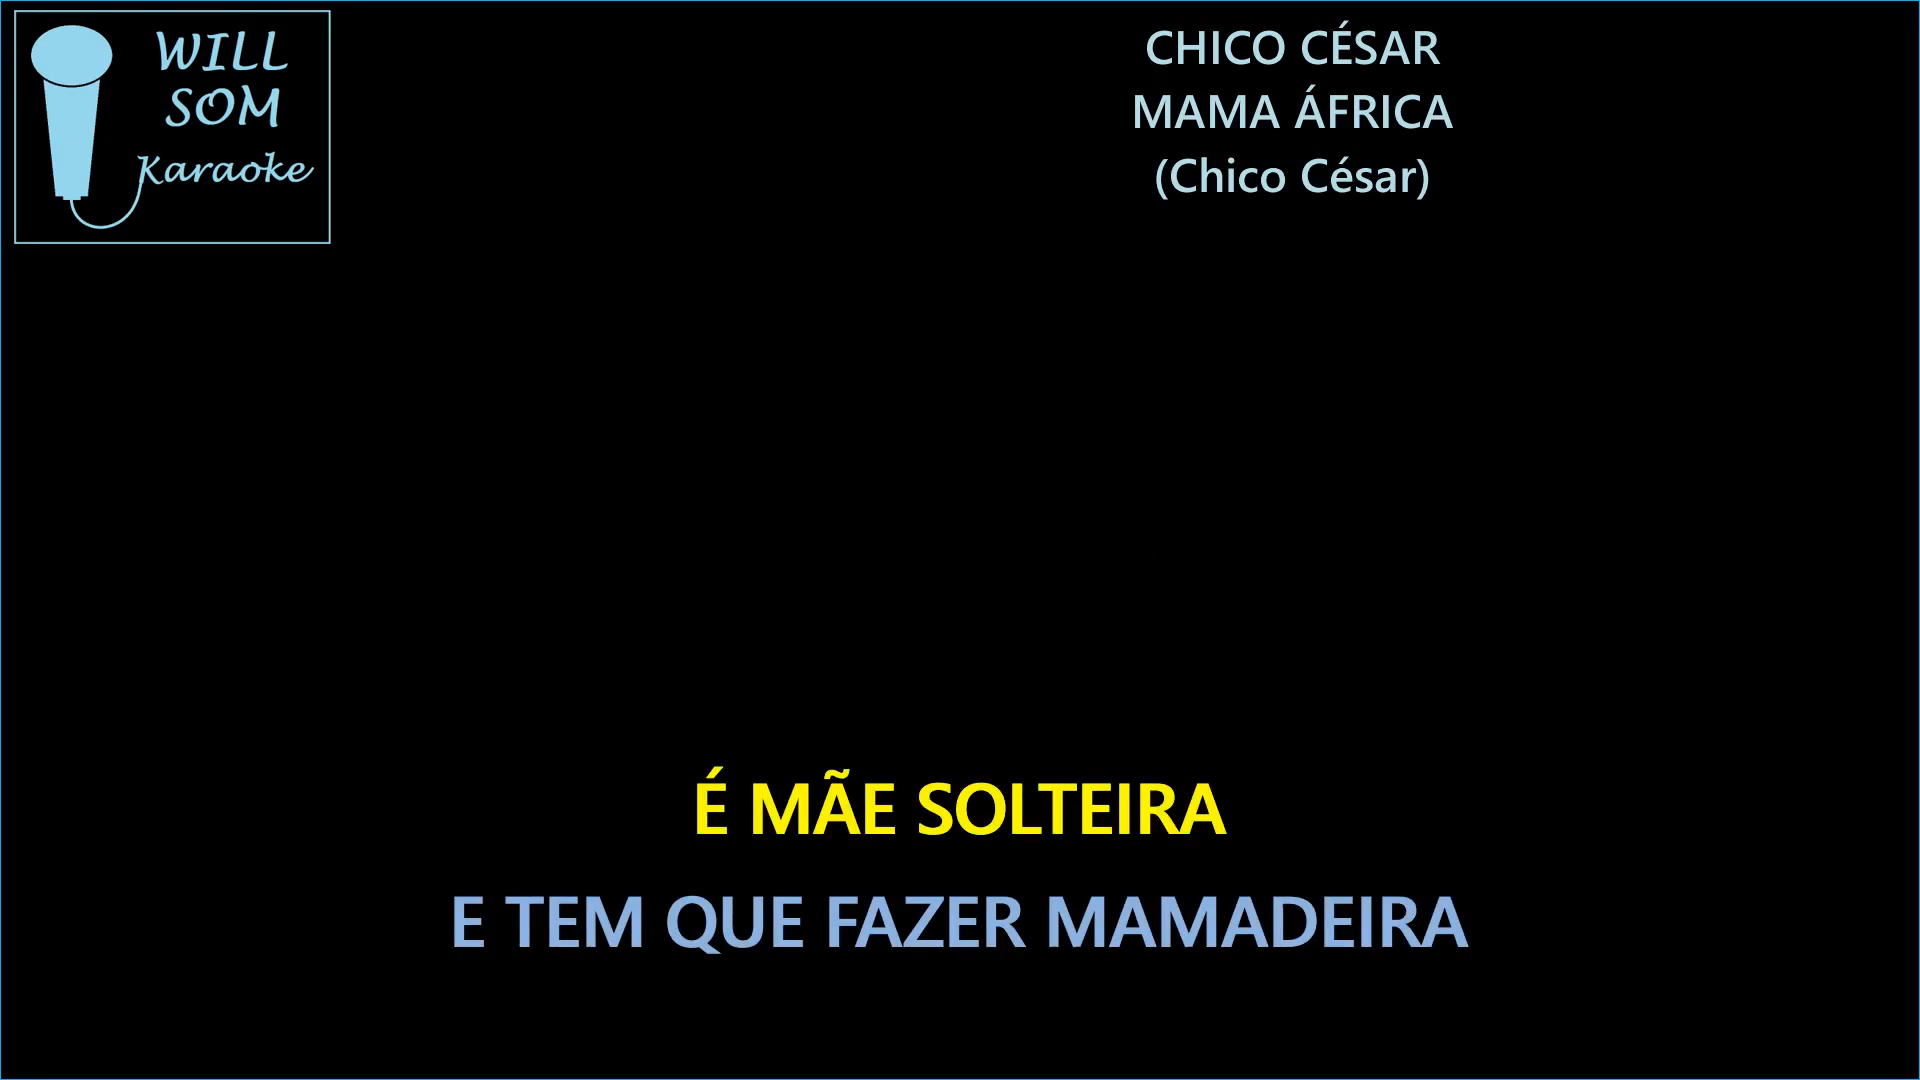 WILL
SOM
Karaoke
CHICO CÉSAR
MAMA ÁFRICA
(Chico César)
É MÃE SOLTEIRA
E TEM QUE FAZER MAMADEIRA